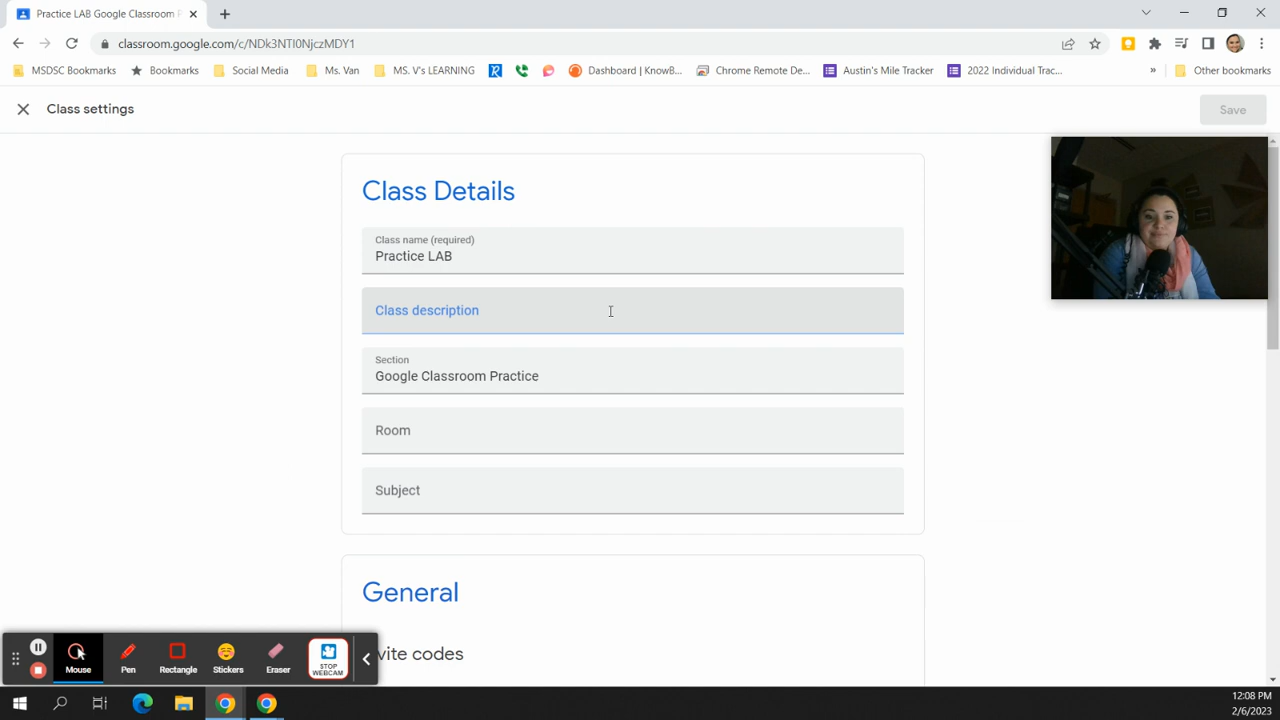 Practice LAB Google Classroom P
classroom.google.com/c/NDk3NTI0NjczMDY1
MSDSC Bookmarks
Bookmarks
Social Media
Ms. Van
MS. V's LEARNING
Dashboard | KnowB...
Chrome Remote De...
Austin's Mile Tracker
2022 Individual Trac...
»
Other bookmarks
Class settings
Save
Class Details
Class name (required)
Practice LAB
Class description
Section
Google Classroom Practice
Room
Subject
General
vite codes
Mouse
Pen
Rectangle
Stickers
Eraser
STOP
WEBCAM
12:08 PM
2/6/2023